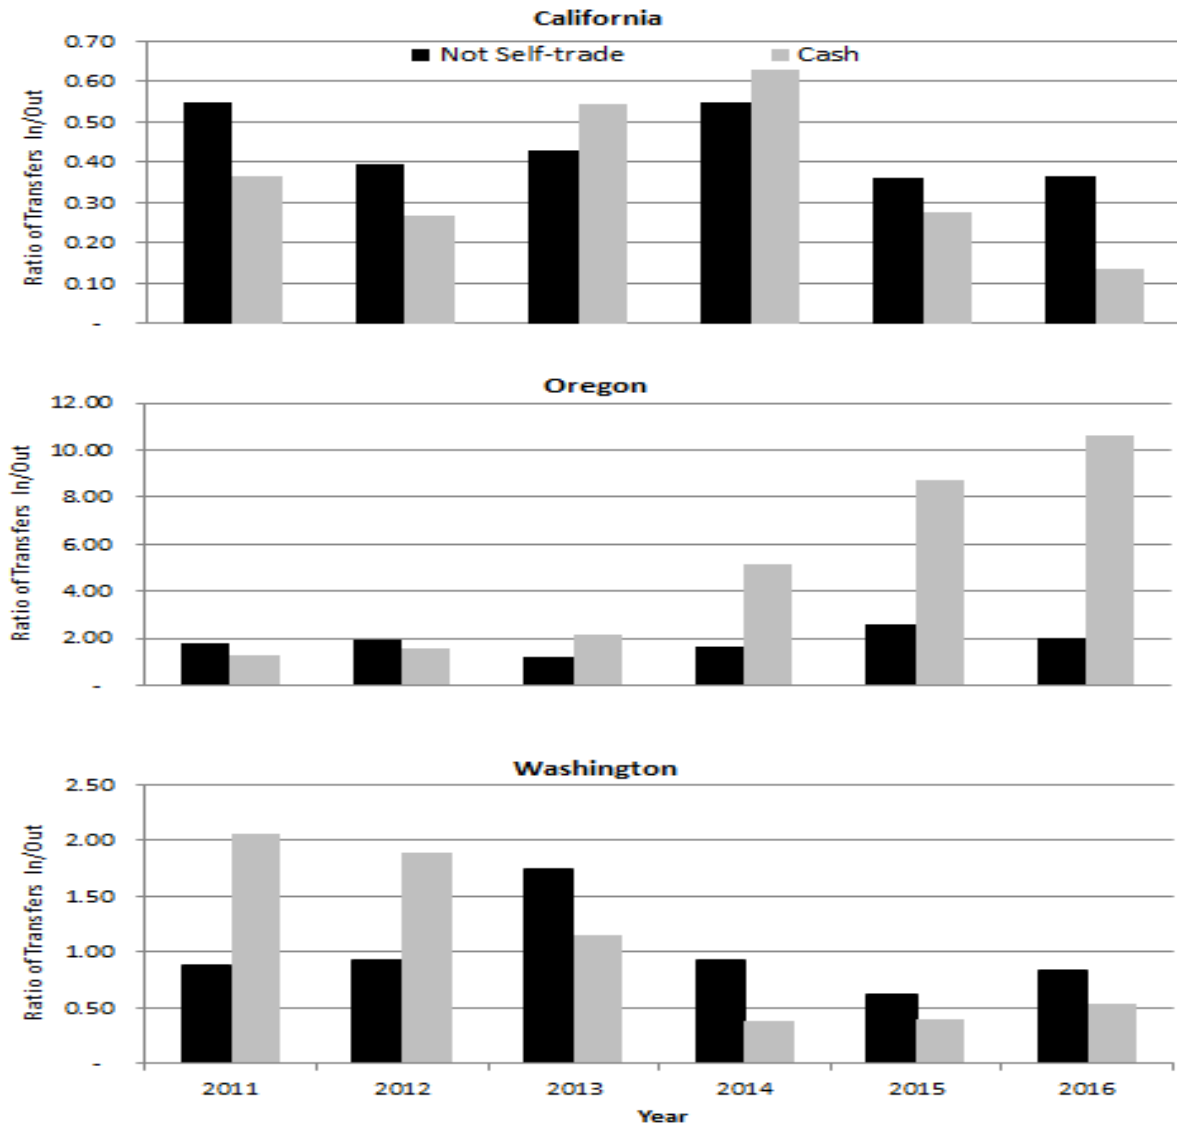 California
Not Self-trade Cash
Ratio of Transfers In/Out
0.70
0.60
0.50
0.40
0.30
0.20
0.10
-
Oregon
Ratio of Transfers In/Out
12.00
10.00
8.00
6.00
4.00
2.00
-
Washington
Ratio of Transfers In/Out
2.50
2.00
1.50
1.00
0.50
-
2011 2012 2013 2014 2015 2016
Year